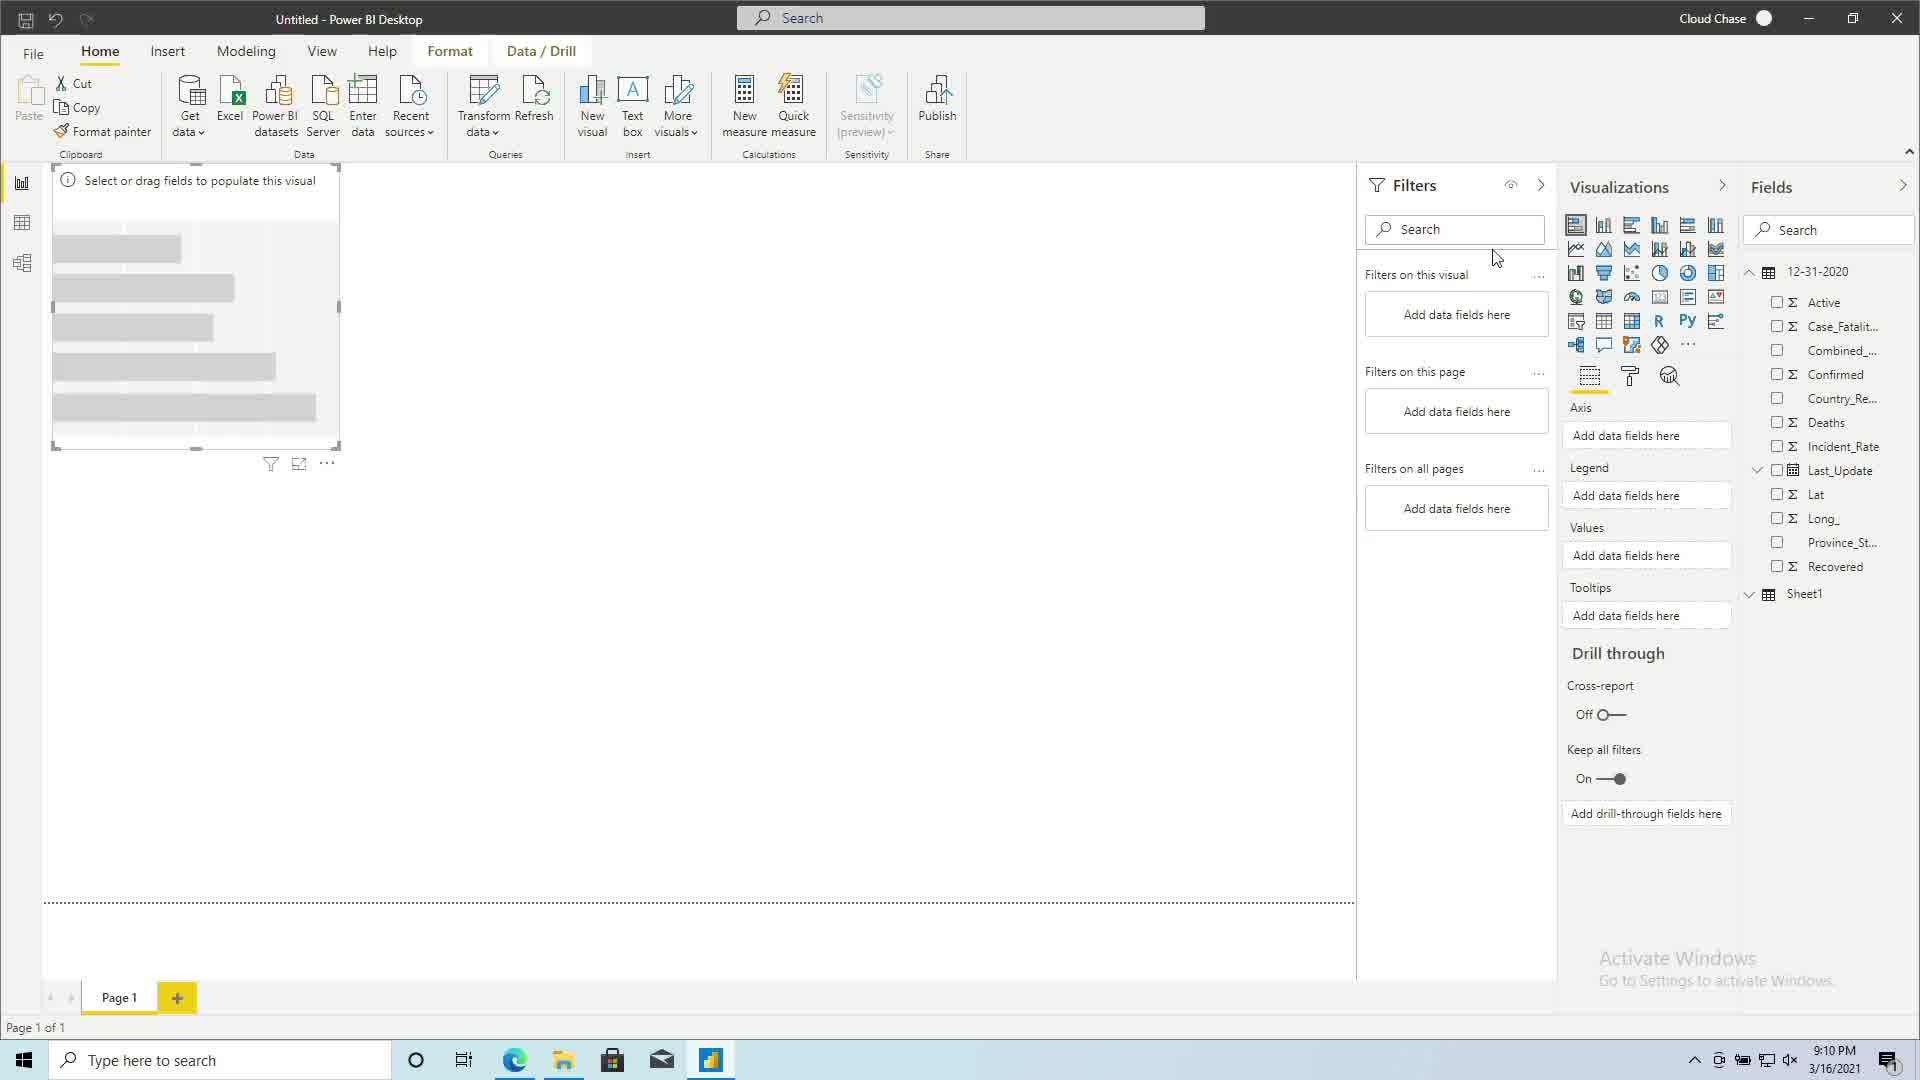 Untitled - Power BI Desktop
Search
Cloud Chase
File
Home
Insert
Modeling
View
Help
Format
Data / Drill
Paste
Cut
Copy
Format painter
Clipboard
Get data
Excel
Power BI datasets
SQL Server
Enter data
Recent sources
Data
Transform data
Refresh
Queries
New visual
Text box
More visuals
Insert
New measure
Quick measure
Calculations
Sensitivity (preview)
Sensitivity
Publish
Share
Select or drag fields to populate this visual
Filters
Search
Filters on this visual
...
Add data fields here
Filters on this page
...
Add data fields here
Filters on all pages
...
Add data fields here
Visualizations
R
Py
...
Axis
Add data fields here
Legend
Add data fields here
Values
Add data fields here
Tooltips
Add data fields here
Drill through
Cross-report
Off
Keep all filters
On
Add drill-through fields here
Fields
Search
12-31-2020
Σ Active
Σ Case_Fatalit...
Combined_...
Σ Confirmed
Country_Re...
Σ Deaths
Σ Incident_Rate
Last_Update
Σ Lat
Σ Long_
Province_St...
Σ Recovered
Sheet1
Activate Windows
Go to Settings to activate Windows.
Page 1
+
Page 1 of 1
Type here to search
9:10 PM
3/16/2021
1